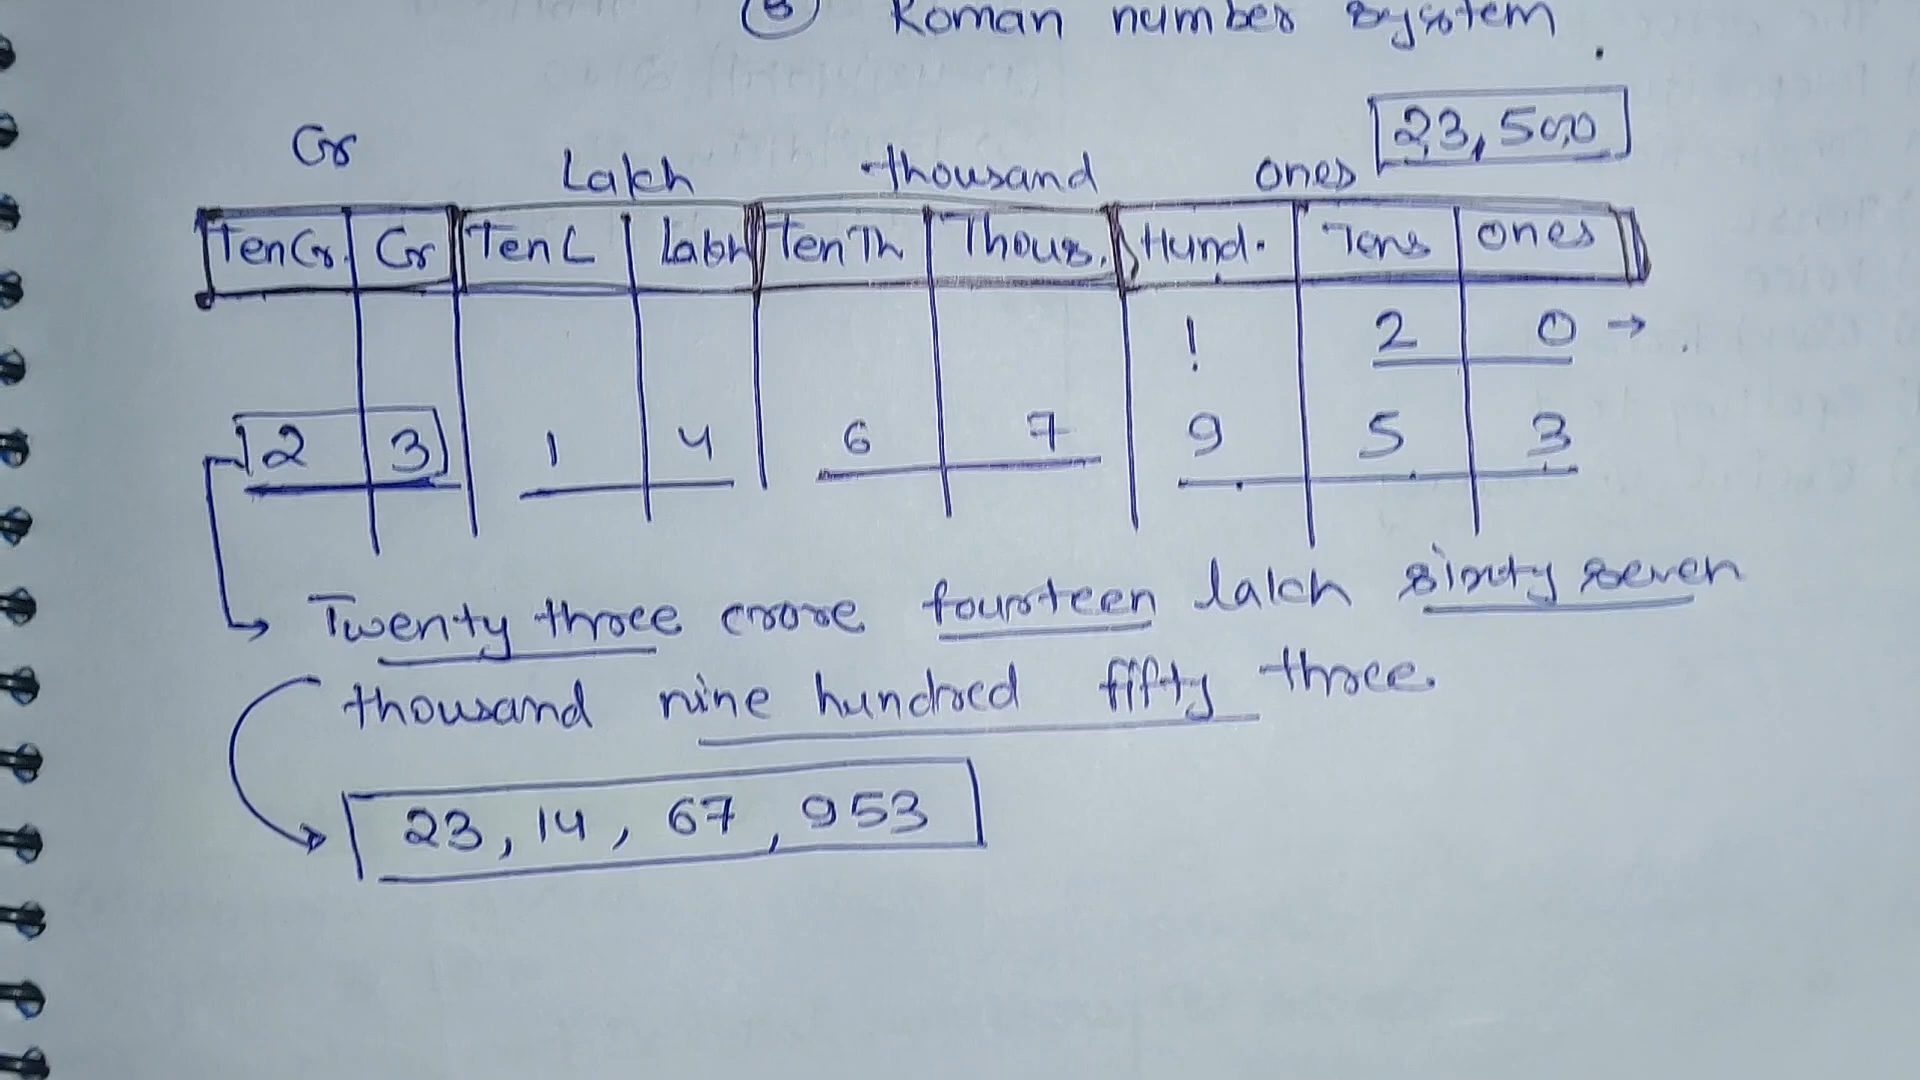 ③ Roman number system
23,500
Cr Lakh thousand ones
Ten Cr. Cr Ten L Lakh Ten Th Thous. Hund. Tens ones
! 2 0 →
2 3 1 4 6 7 9 5 3
Twenty three crore fourteen lakh sixty seven
thousand nine hundred fifty three.
23, 14, 67, 953